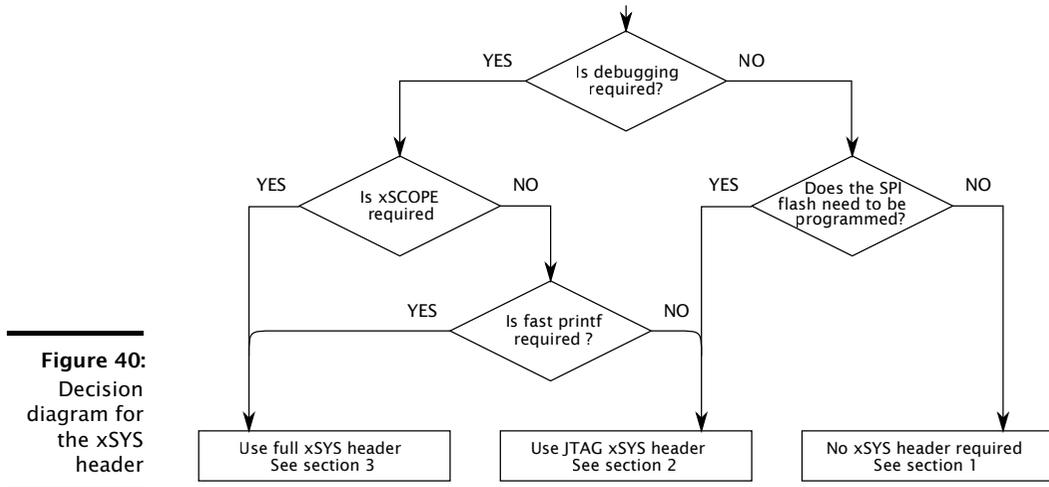 YES
NO
Is debugging
required?
YES
NO
Is xSCOPE
required
YES
NO
Does the SPI
flash need to be
programmed?
YES
NO
Is fast printf
required ?
Figure 40:
Decision
diagram for
the xSYS
header
Use full xSYS header
See section 3
Use JTAG xSYS header
See section 2
No xSYS header required
See section 1